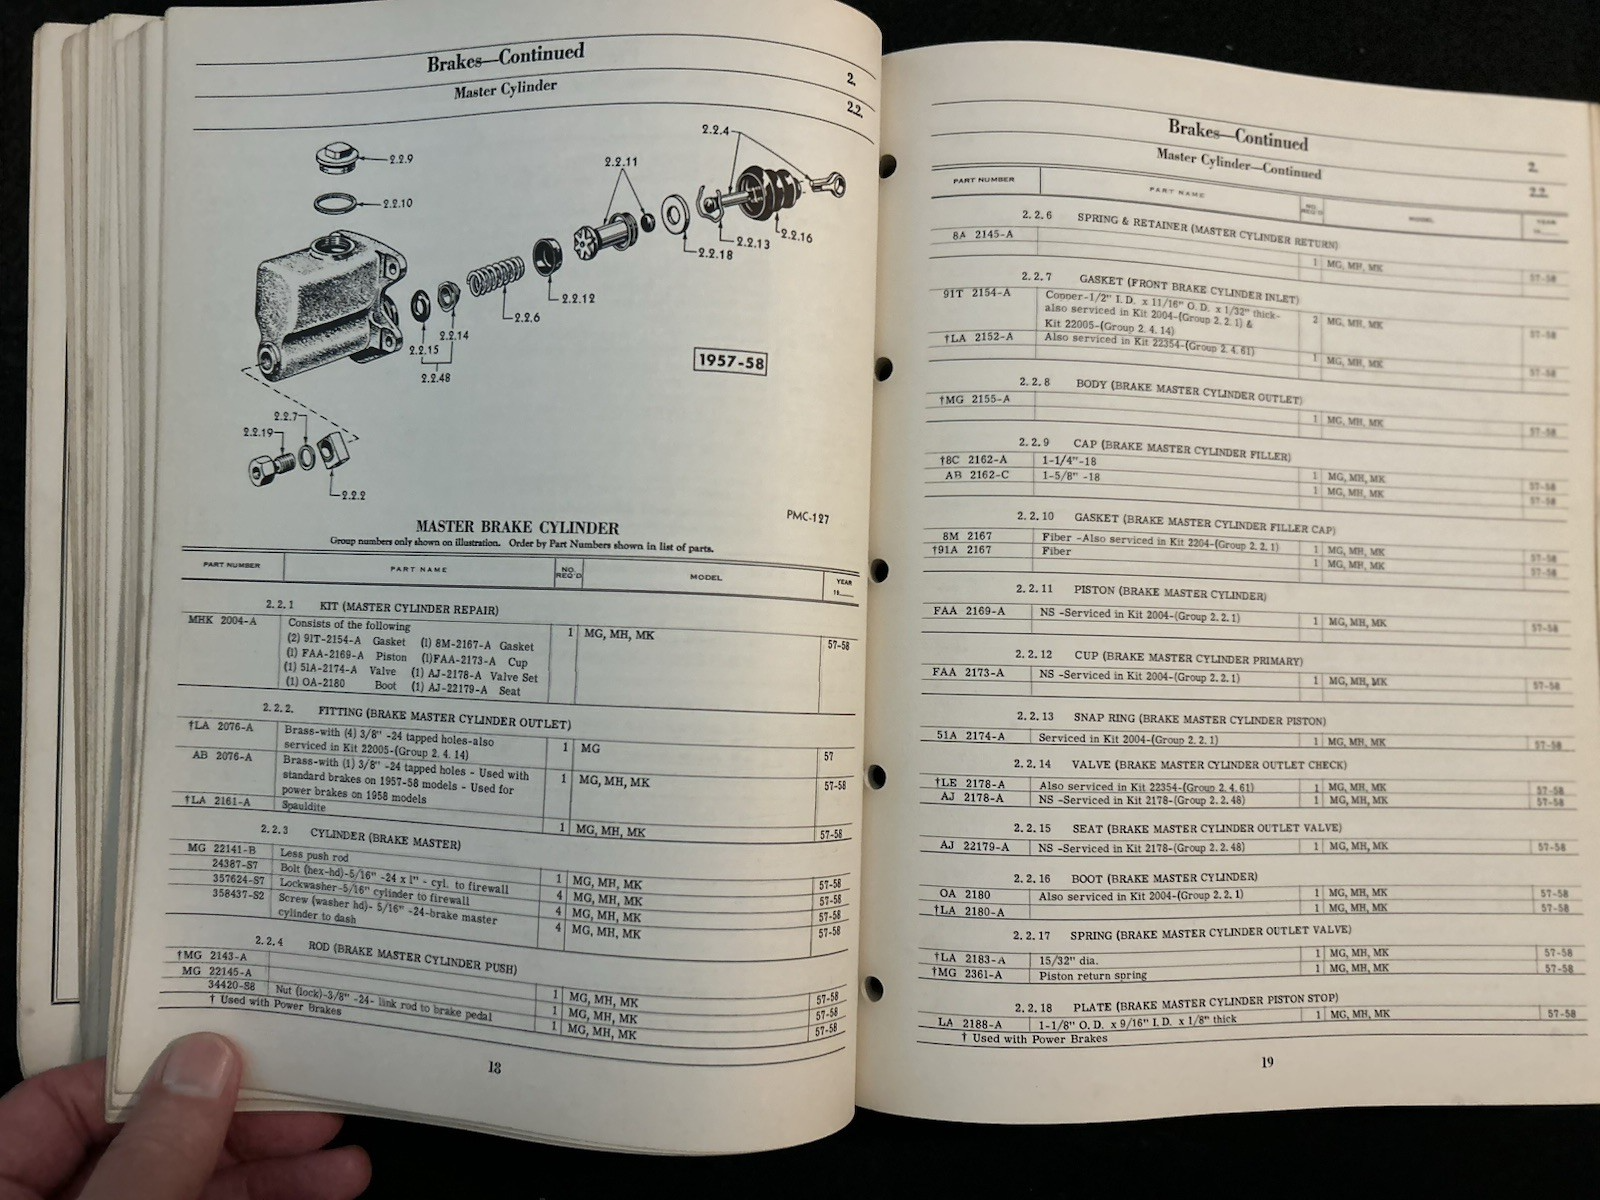 Brakes—Continued
2.
Master Cylinder
2.2.
2.2.4
2.2.9
2.2.11
2.2.10
2.2.16
2.2.13
2.2.18
2.2.12
2.2.6
2.2.14
2.2.15
2.2.48
1957-58
2.2.7
2.2.19
2.2.2
PMC-127
MASTER BRAKE CYLINDER
Group numbers only shown on illustration. Order by Part Numbers shown in list of parts.
PART NUMBER PART NAME NO. REQ'D MODEL YEAR 19
2.2.1 KIT (MASTER CYLINDER REPAIR)
MHK 2004-A Consists of the following 1 MG, MH, MK 57-58
(2) 91T-2154-A Gasket (1) 8M-2167-A Gasket
(1) FAA-2169-A Piston (1)FAA-2173-A Cup
(1) 51A-2174-A Valve (1) AJ-2178-A Valve Set
(1) OA-2180 Boot (1) AJ-22179-A Seat
2.2.2. FITTING (BRAKE MASTER CYLINDER OUTLET)
†LA 2076-A Brass-with (4) 3/8" -24 tapped holes-also 1 MG 57
serviced in Kit 22005-(Group 2. 4. 14)
AB 2076-A Brass-with (1) 3/8" -24 tapped holes - Used with 1 MG, MH, MK 57-58
standard brakes on 1957-58 models - Used for
power brakes on 1958 models
†LA 2161-A Spauldite 1 MG, MH, MK 57-58
2.2.3 CYLINDER (BRAKE MASTER)
MG 22141-B Less push rod 1 MG, MH, MK 57-58
24387-S7 Bolt (hex-hd)-5/16" -24 x 1" - cyl. to firewall 4 MG, MH, MK 57-58
357624-S7 Lockwasher-5/16" cylinder to firewall 4 MG, MH, MK 57-58
358437-S2 Screw (washer hd)- 5/16" -24-brake master 4 MG, MH, MK 57-58
cylinder to dash
2.2.4 ROD (BRAKE MASTER CYLINDER PUSH)
†MG 2143-A 1 MG, MH, MK 57-58
MG 22145-A 1 MG, MH, MK 57-58
34420-S8 Nut (lock)-3/8" -24- link rod to brake pedal 1 MG, MH, MK 57-58
† Used with Power Brakes
18
Brakes—Continued
2.
Master Cylinder—Continued
2.2.
PART NUMBER PART NAME NO. REQ'D MODEL YEAR 19
2.2.6 SPRING & RETAINER (MASTER CYLINDER RETURN)
8A 2145-A 1 MG, MH, MK 57-58
2.2.7 GASKET (FRONT BRAKE CYLINDER INLET)
91T 2154-A Copper-1/2" I. D. x 11/16" O. D. x 1/32" thick- 2 MG, MH, MK 57-58
also serviced in Kit 2004-(Group 2. 2. 1) &
Kit 22005-(Group 2. 4. 14)
†LA 2152-A Also serviced in Kit 22354-(Group 2. 4. 61) 1 MG, MH, MK 57-58
2.2.8 BODY (BRAKE MASTER CYLINDER OUTLET)
†MG 2155-A 1 MG, MH, MK 57-58
2.2.9 CAP (BRAKE MASTER CYLINDER FILLER)
†8C 2162-A 1-1/4"-18 1 MG, MH, MK 57-58
AB 2162-C 1-5/8" -18 1 MG, MH, MK 57-58
2.2.10 GASKET (BRAKE MASTER CYLINDER FILLER CAP)
8M 2167 Fiber -Also serviced in Kit 2204-(Group 2. 2. 1) 1 MG, MH, MK 57-58
†91A 2167 Fiber 1 MG, MH, MK 57-58
2.2.11 PISTON (BRAKE MASTER CYLINDER)
FAA 2169-A NS -Serviced in Kit 2004-(Group 2. 2. 1) 1 MG, MH, MK 57-58
2.2.12 CUP (BRAKE MASTER CYLINDER PRIMARY)
FAA 2173-A NS -Serviced in Kit 2004-(Group 2. 2. 1) 1 MG, MH, MK 57-58
2.2.13 SNAP RING (BRAKE MASTER CYLINDER PISTON)
51A 2174-A Serviced in Kit 2004-(Group 2. 2. 1) 1 MG, MH, MK 57-58
2.2.14 VALVE (BRAKE MASTER CYLINDER OUTLET CHECK)
†LE 2178-A Also serviced in Kit 22354-(Group 2. 4. 61) 1 MG, MH, MK 57-58
AJ 2178-A NS -Serviced in Kit 2178-(Group 2. 2. 48) 1 MG, MH, MK 57-58
2.2.15 SEAT (BRAKE MASTER CYLINDER OUTLET VALVE)
AJ 22179-A NS -Serviced in Kit 2178-(Group 2. 2. 48) 1 MG, MH, MK 57-58
2.2.16 BOOT (BRAKE MASTER CYLINDER)
OA 2180 Also serviced in Kit 2004-(Group 2. 2. 1) 1 MG, MH, MK 57-58
†LA 2180-A 1 MG, MH, MK 57-58
2.2.17 SPRING (BRAKE MASTER CYLINDER OUTLET VALVE)
†LA 2183-A 15/32" dia. 1 MG, MH, MK 57-58
†MG 2361-A Piston return spring 1 MG, MH, MK 57-58
2.2.18 PLATE (BRAKE MASTER CYLINDER PISTON STOP)
LA 2188-A 1-1/8" O. D. x 9/16" I. D. x 1/8" thick 1 MG, MH, MK 57-58
† Used with Power Brakes
19